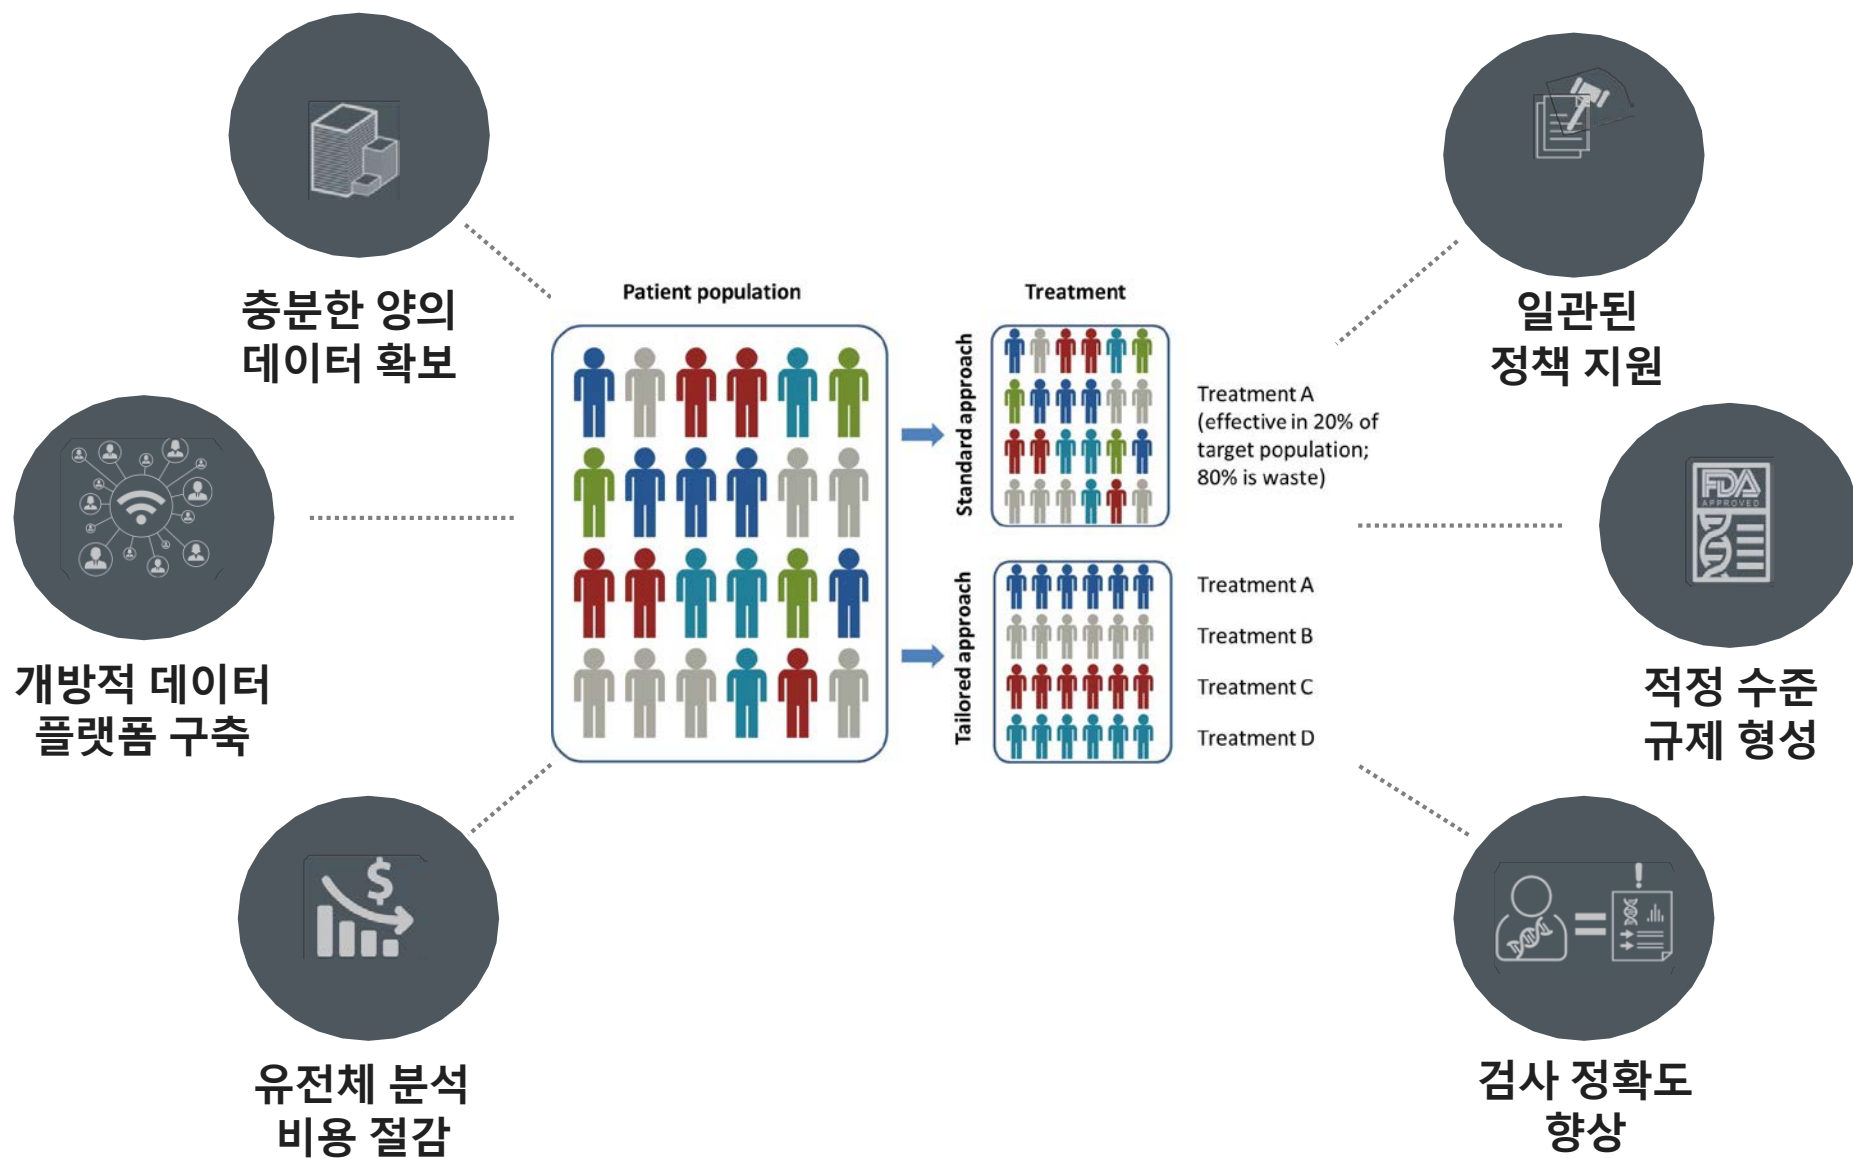 충분한 양의
데이터 확보
개방적 데이터
플랫폼 구축
유전체 분석
비용 절감
Patient population
Treatment
Standard approach
Treatment A
(effective in 20% of
target population;
80% is waste)
Tailored approach
Treatment A
Treatment B
Treatment C
Treatment D
일관된
정책 지원
FDA
APPROVED
적정 수준
규제 형성
검사 정확도
향상
$
!